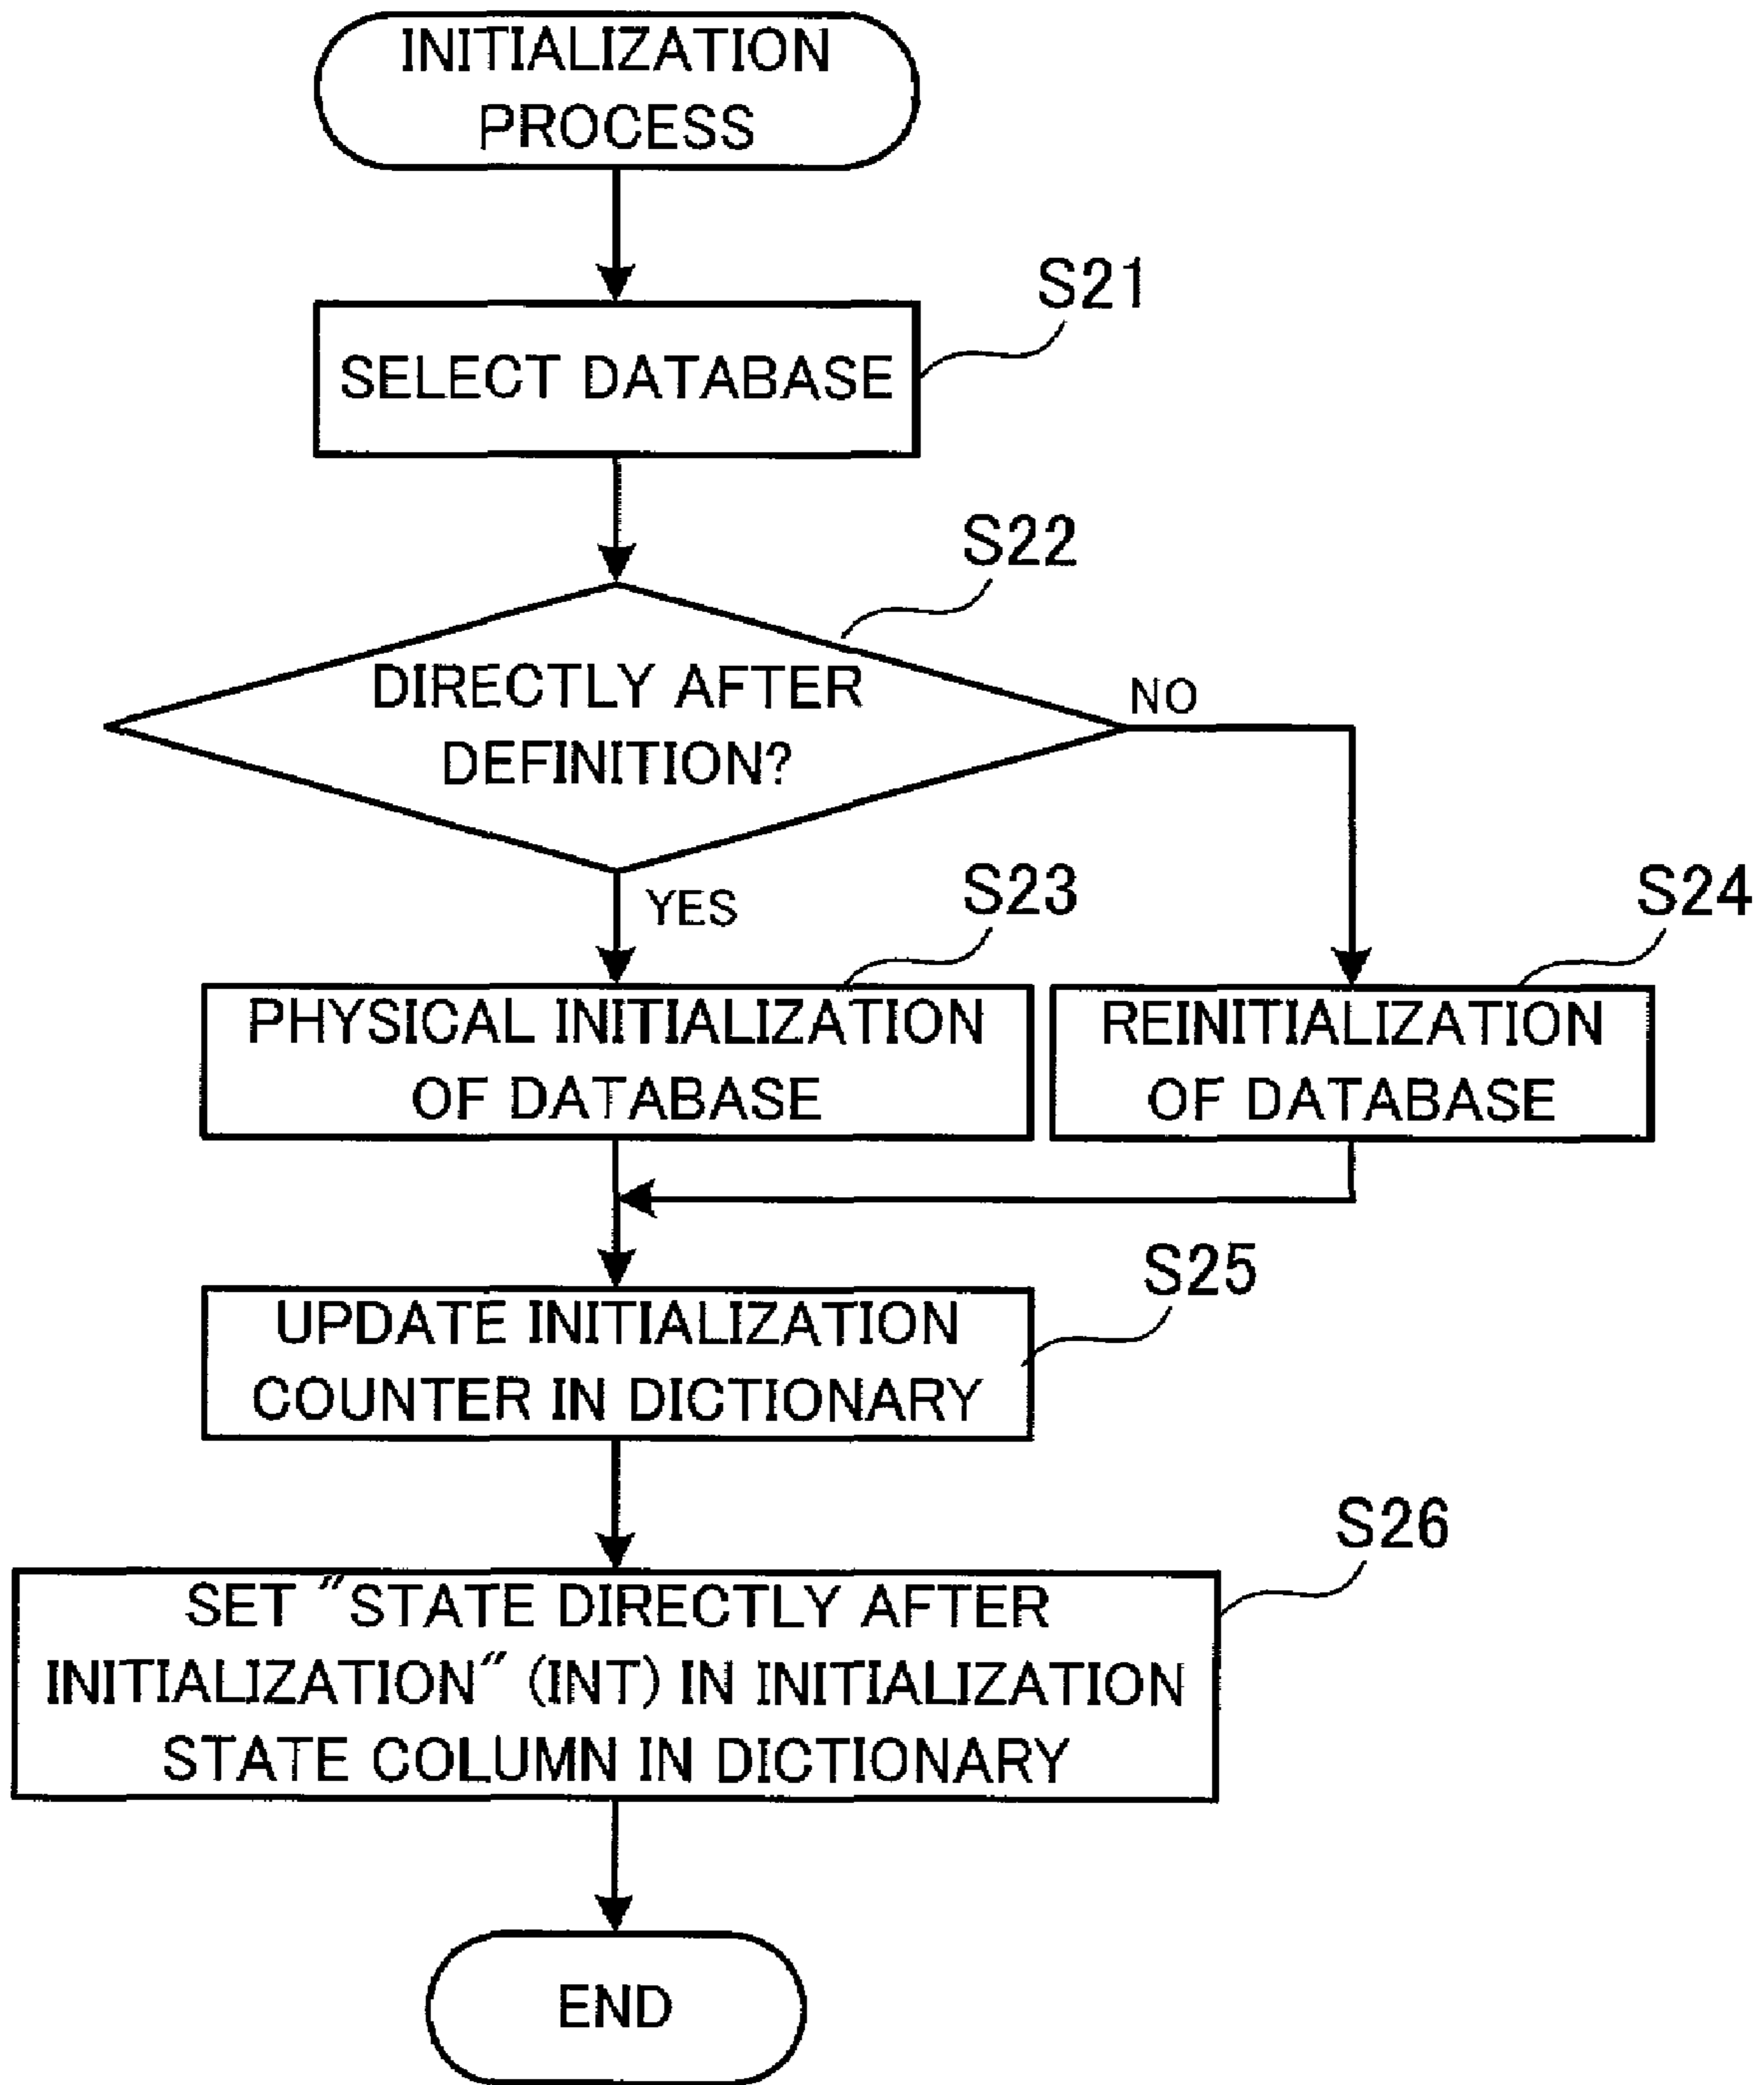 INITIALIZATION
PROCESS
S21
SELECT DATABASE
S22
DIRECTLY AFTER
DEFINITION?
NO
YES
S23
S24
PHYSICAL INITIALIZATION
OF DATABASE
REINITIALIZATION
OF DATABASE
S25
UPDATE INITIALIZATION
COUNTER IN DICTIONARY
S26
SET "STATE DIRECTLY AFTER
INITIALIZATION" (INT) IN INITIALIZATION
STATE COLUMN IN DICTIONARY
END